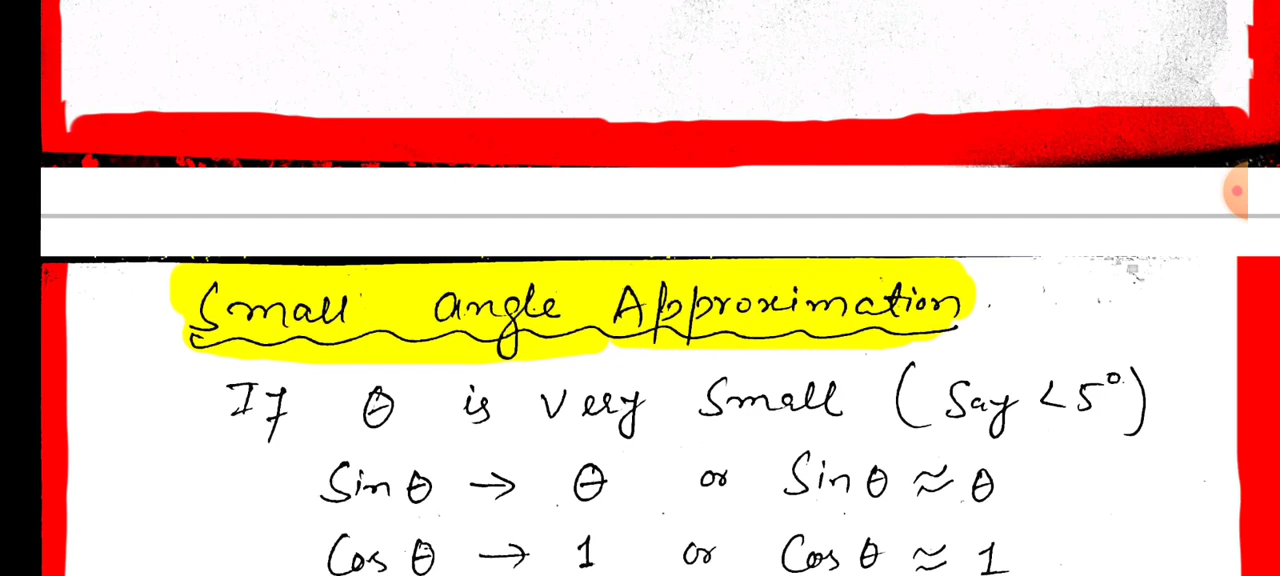 Small angle Approximation
If θ is very small (Say < 5°)
Sin θ → θ or Sin θ ≈ θ
Cos θ → 1 or Cos θ ≈ 1